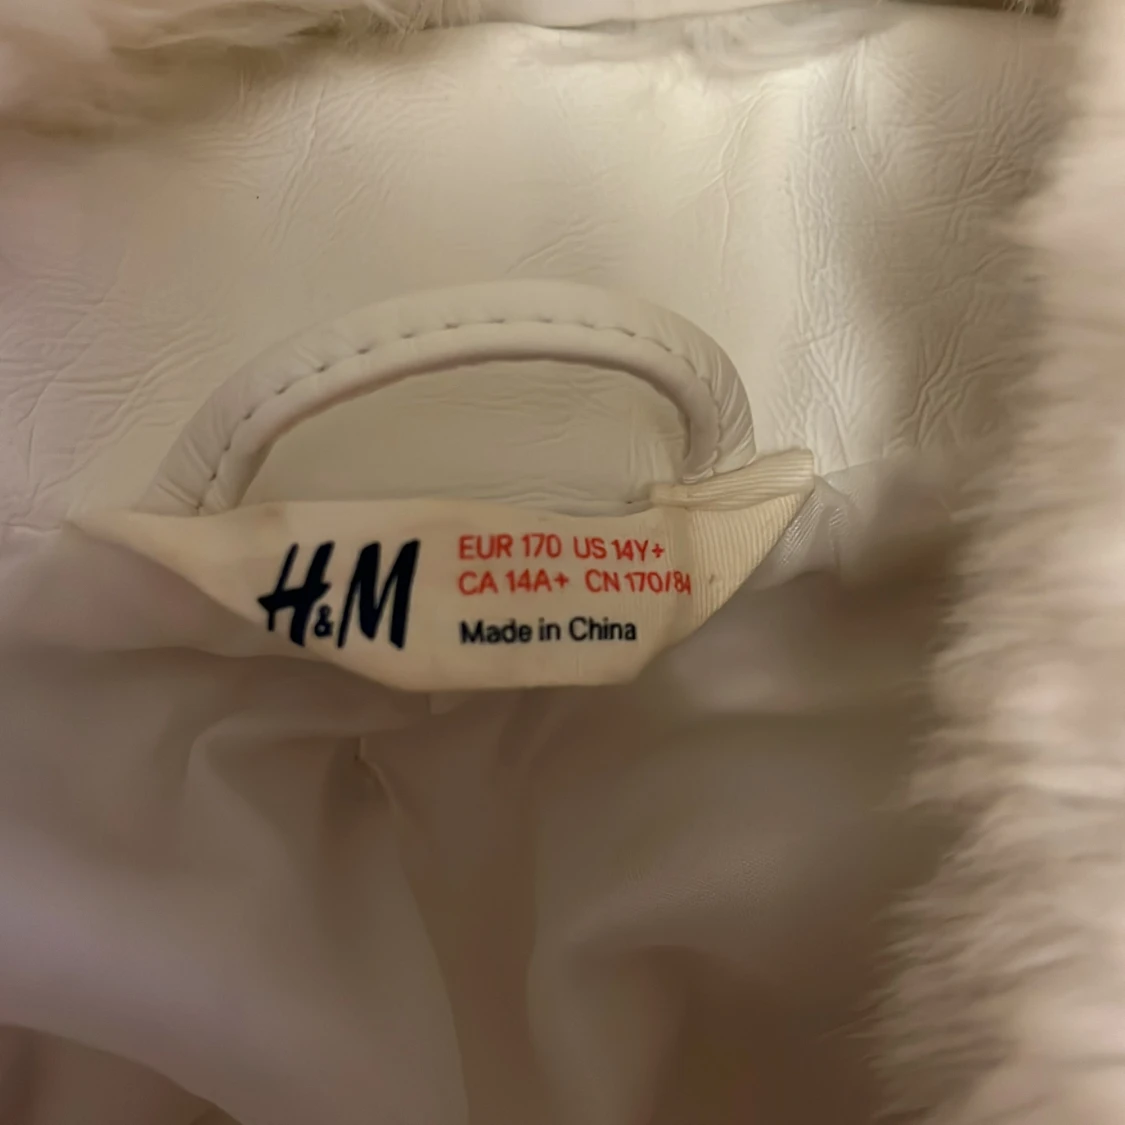 H&M
EUR 170 US 14Y+
CA 14A+ CN 170/84
Made in China